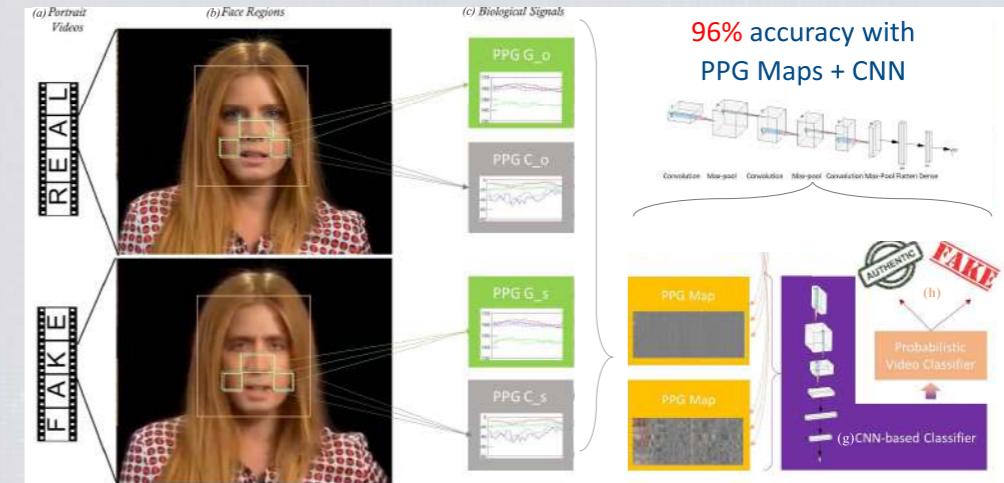 (a) Portrait
Videos
(b) Face Regions
(c) Biological Signals
REAL
FAKE
PPG G_o
PPG C_o
PPG G_s
PPG C_s
96% accuracy with
PPG Maps + CNN
Convolution Max-pool Convolution Max-pool Convolution Max-Pool Flatten Dense
PPG Map
PPG Map
(g)CNN-based Classifier
AUTHENTIC
FAKE
(h)
Probabilistic
Video Classifier